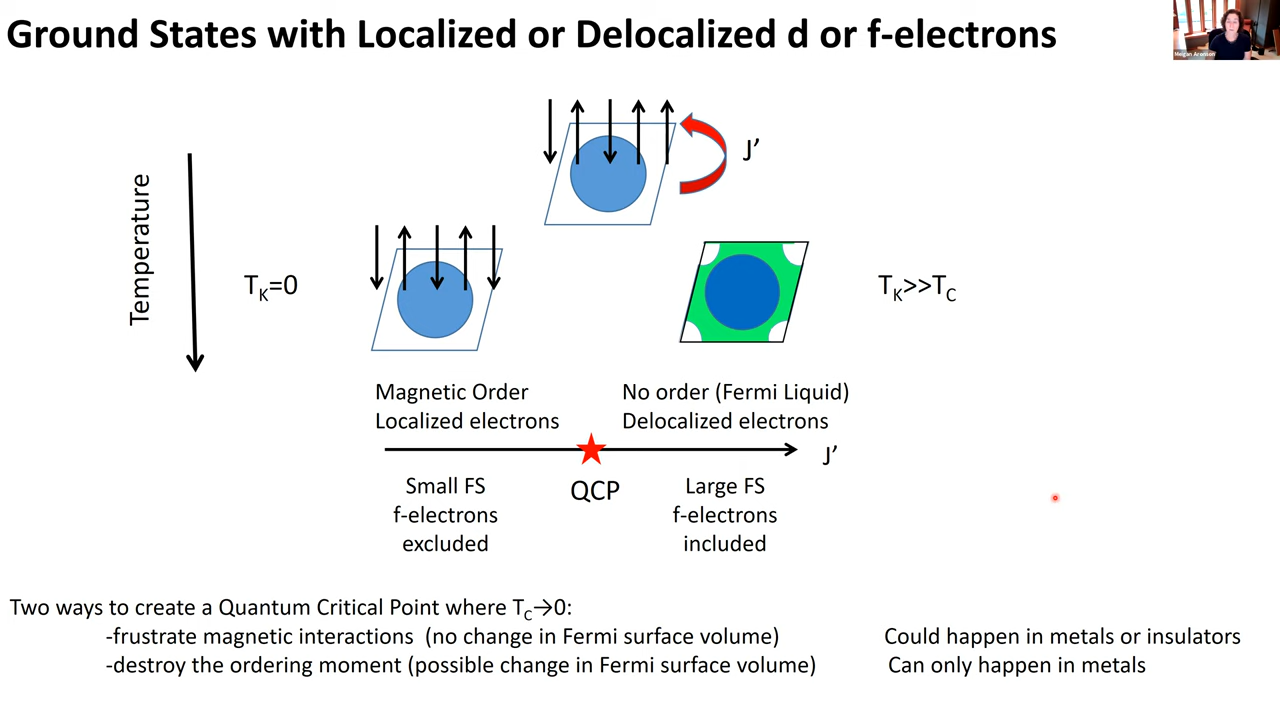 Ground States with Localized or Delocalized d or f-electrons
Megan Aronson
J’
Temperature
T_K=0
T_K>>T_C
Magnetic Order
Localized electrons
No order (Fermi Liquid)
Delocalized electrons
J’
QCP
Small FS
f-electrons
excluded
Large FS
f-electrons
included
Two ways to create a Quantum Critical Point where T_C→0:
-frustrate magnetic interactions (no change in Fermi surface volume) Could happen in metals or insulators
-destroy the ordering moment (possible change in Fermi surface volume) Can only happen in metals